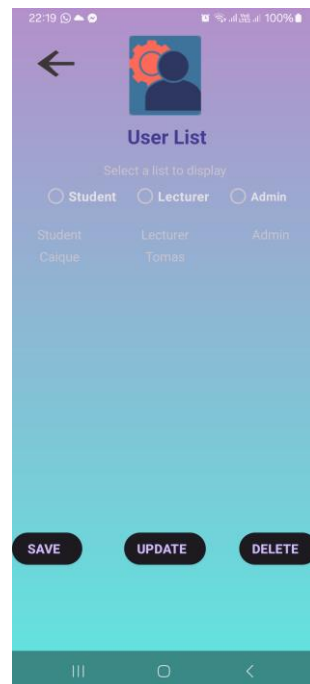 22:19 100%
User List
Select a list to display
Student Lecturer Admin
Student Lecturer Admin
Caique Tomas
SAVE UPDATE DELETE